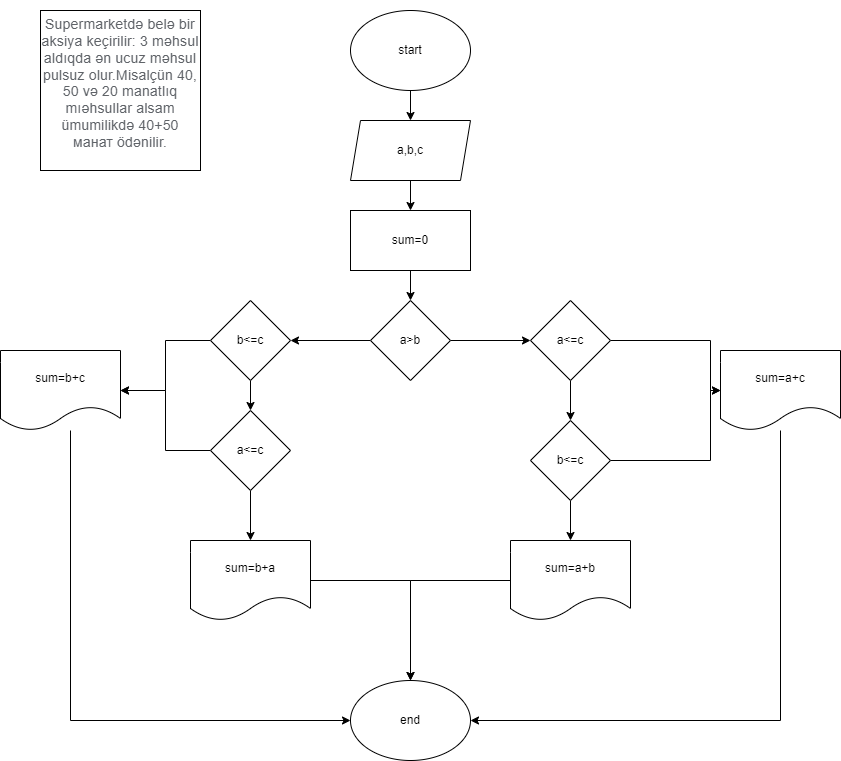 Supermarketdə belə bir
aksiya keçirilir: 3 məhsul
aldıqda ən ucuz məhsul
pulsuz olur.Misalçün 40,
50 və 20 manatlıq
mıəhsullar alsam
ümumilikdə 40+50
манат ödənilir.
start
a,b,c
sum=0
b<=c
a>b
a<=c
sum=b+c
sum=a+c
a<=c
b<=c
sum=b+a
sum=a+b
end